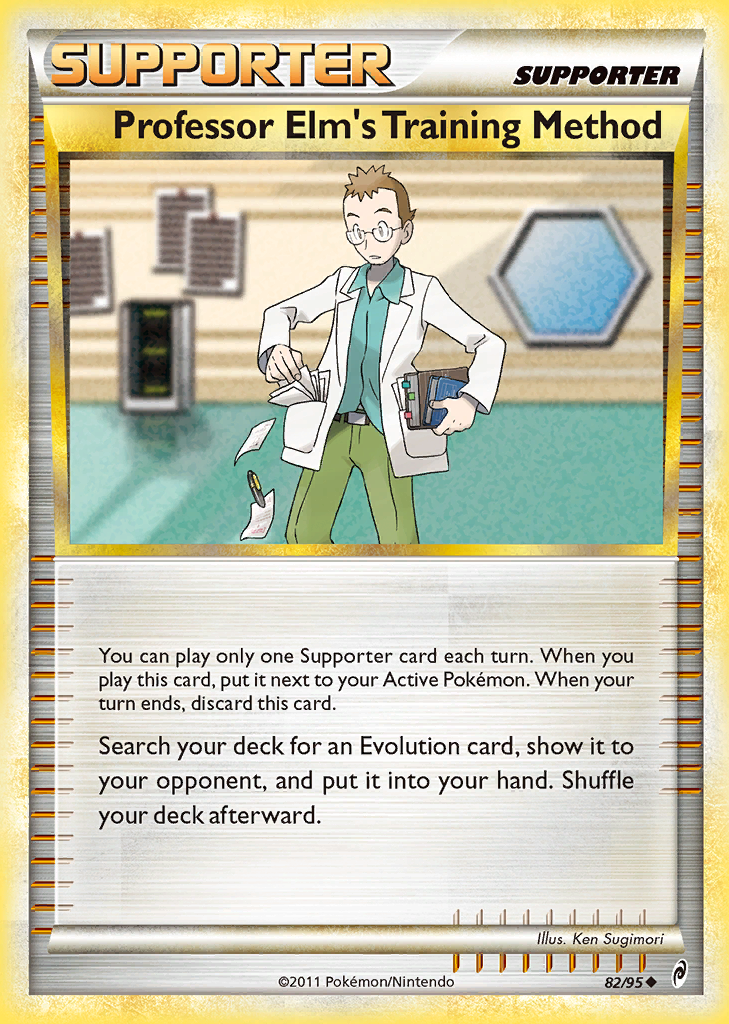 SUPPORTER
SUPPORTER
Professor Elm's Training Method
You can play only one Supporter card each turn. When you
play this card, put it next to your Active Pokémon. When your
turn ends, discard this card.
Search your deck for an Evolution card, show it to
your opponent, and put it into your hand. Shuffle
your deck afterward.
Illus. Ken Sugimori
©2011 Pokémon/Nintendo
82/95